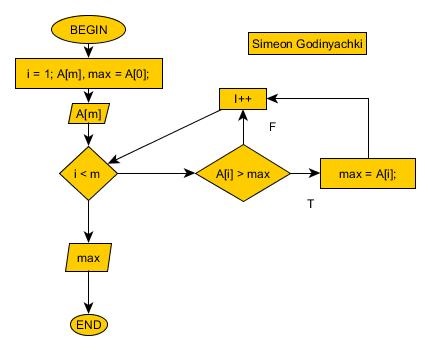 BEGIN
Simeon Godinyachki
i = 1; A[m], max = A[0];
A[m]
I++
F
i < m
A[i] > max
max = A[i];
T
max
END